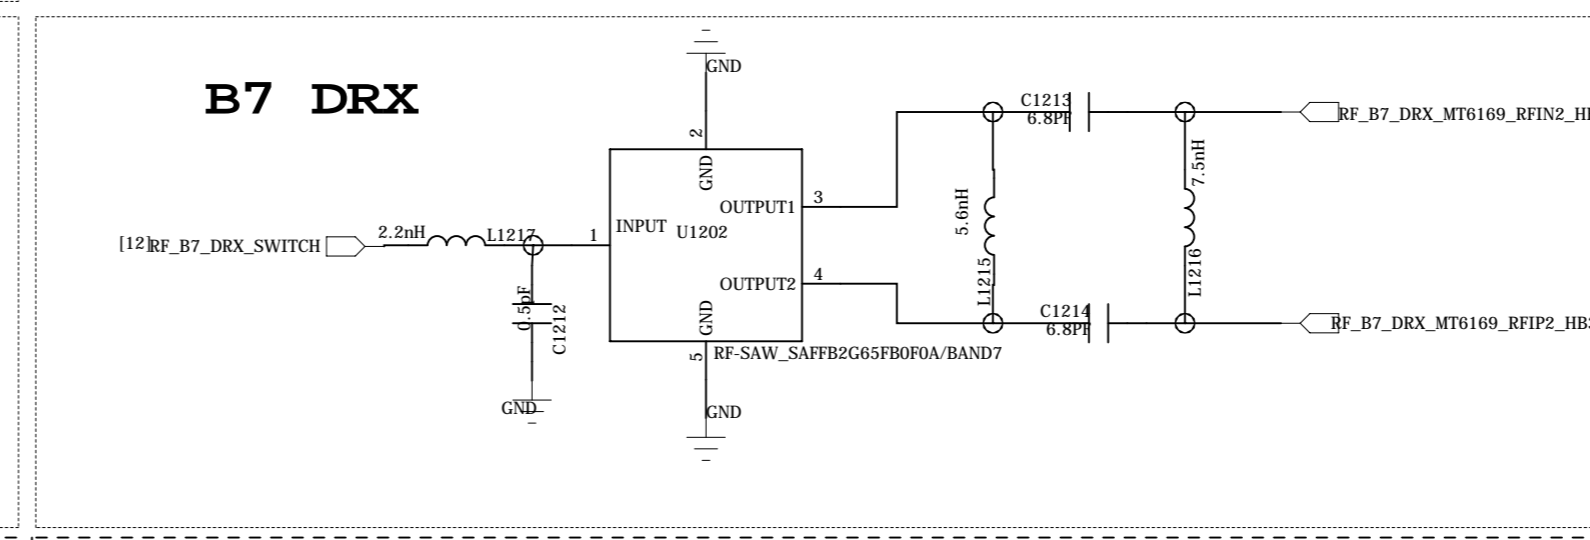 B7 DRX
GND
2
GND
C1213
6.8PF
RF_B7_DRX_MT6169_RFIN2_H
7.5nH
5.6nH
OUTPUT1
3
INPUT
U1202
[12]
RF_B7_DRX_SWITCH
2.2nH
L1217
1
OUTPUT2
4
L1215
L1216
0.5pF
C1212
GND
C1214
6.8PF
RF_B7_DRX_MT6169_RFIP2_HB
5
RF-SAW_SAFFB2G65FB0F0A/BAND7
GND
GND